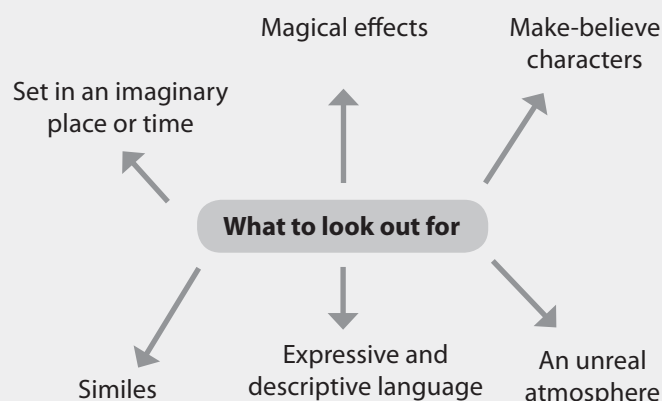 Magical effects
Make-believe
characters
Set in an imaginary
place or time
What to look out for
Similes
Expressive and
descriptive language
An unreal
atmosphere